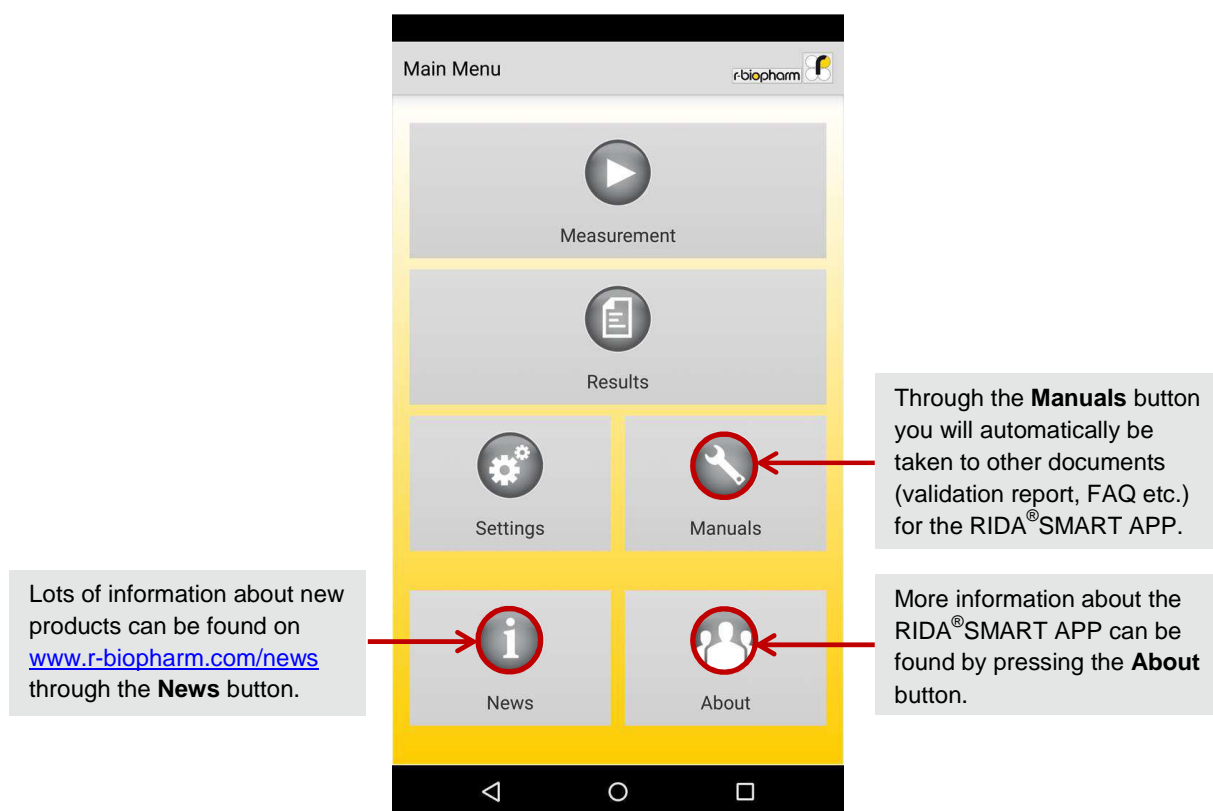 Main Menu
r-biopharm
Measurement
Results
Settings
Manuals
News
About
Through the Manuals button
you will automatically be
taken to other documents
(validation report, FAQ etc.)
for the RIDA®SMART APP.
Lots of information about new
products can be found on
www.r-biopharm.com/news
through the News button.
More information about the
RIDA®SMART APP can be
found by pressing the About
button.